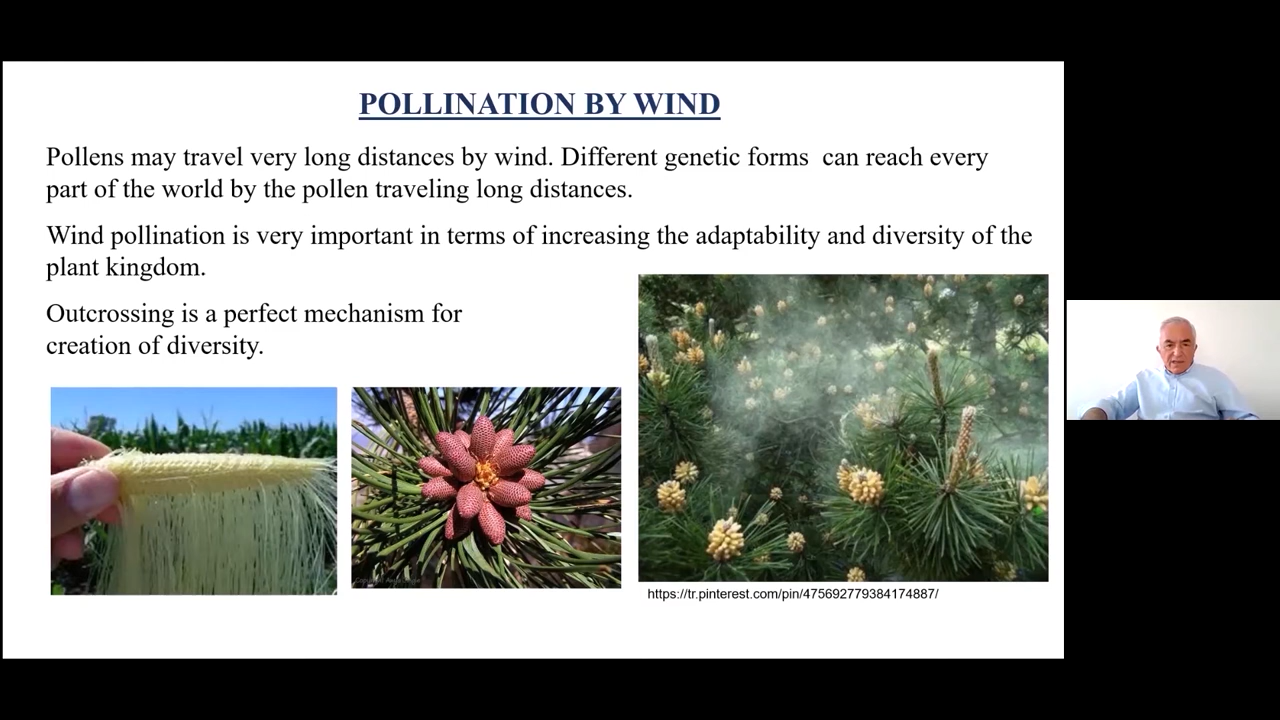 POLLINATION BY WIND
Pollens may travel very long distances by wind. Different genetic forms  can reach every
part of the world by the pollen traveling long distances.
Wind pollination is very important in terms of increasing the adaptability and diversity of the
plant kingdom.
Outcrossing is a perfect mechanism for
creation of diversity.
https://tr.pinterest.com/pin/475692779384174887/